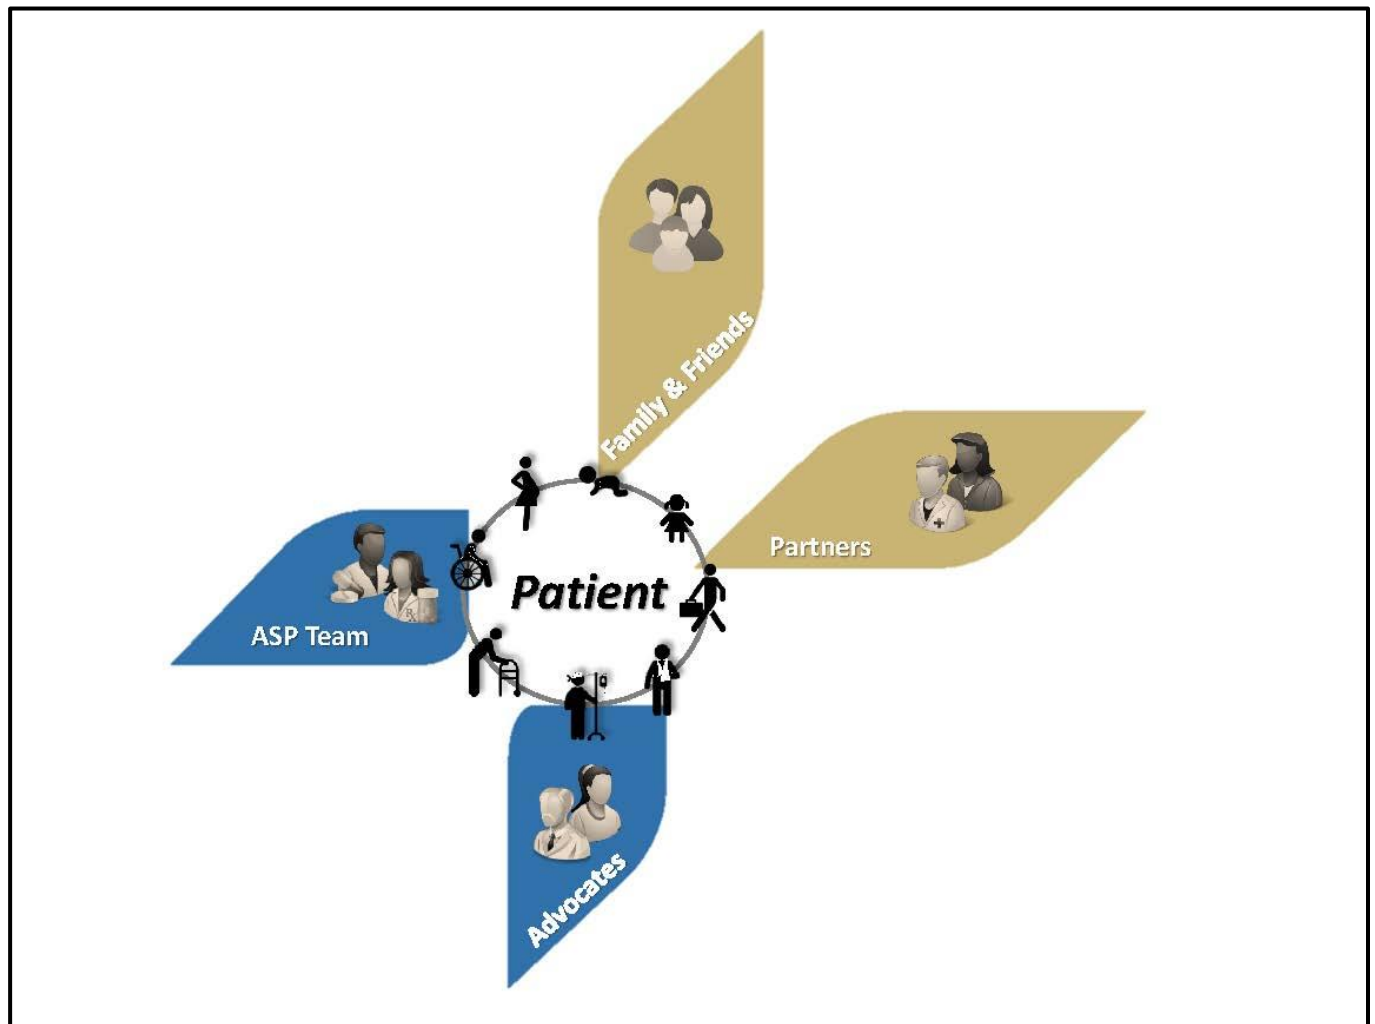 Family & Friends
Partners
Patient
ASP Team
Advocates